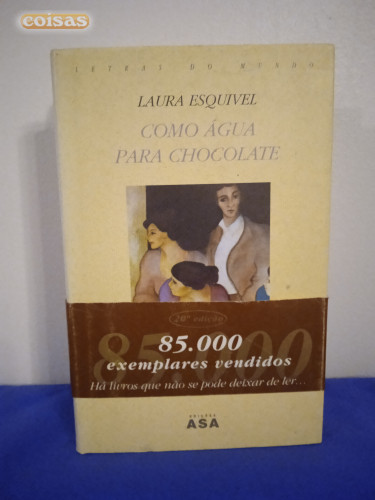 coisas
LETRAS DO MUNDO
LAURA ESQUIVEL
COMO ÁGUA
PARA CHOCOLATE
20ª edição
85.000
85.000
exemplares vendidos
Há livros que não se pode deixar de ler...
EDIÇÕES
ASA